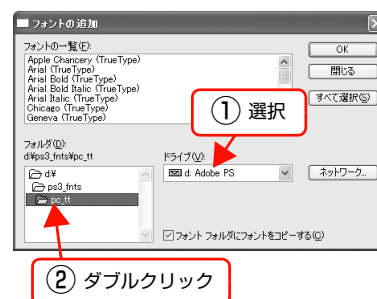 フォントの追加
フォントの一覧(F):
Apple Chancery (TrueType)
Arial (TrueType)
Arial Bold (TrueType)
Arial Bold Italic (TrueType)
Arial Italic (TrueType)
Chicago (TrueType)
Geneva (TrueType)
OK
閉じる
すべて選択(S)
① 選択
フォルダ(D):
d:¥ps3_fnts¥pc_tt
ドライブ(V):
d:¥
ps3_fnts
pc_tt
d: Adobe PS
ネットワーク...
フォント フォルダにフォントをコピーする(C)
② ダブルクリック